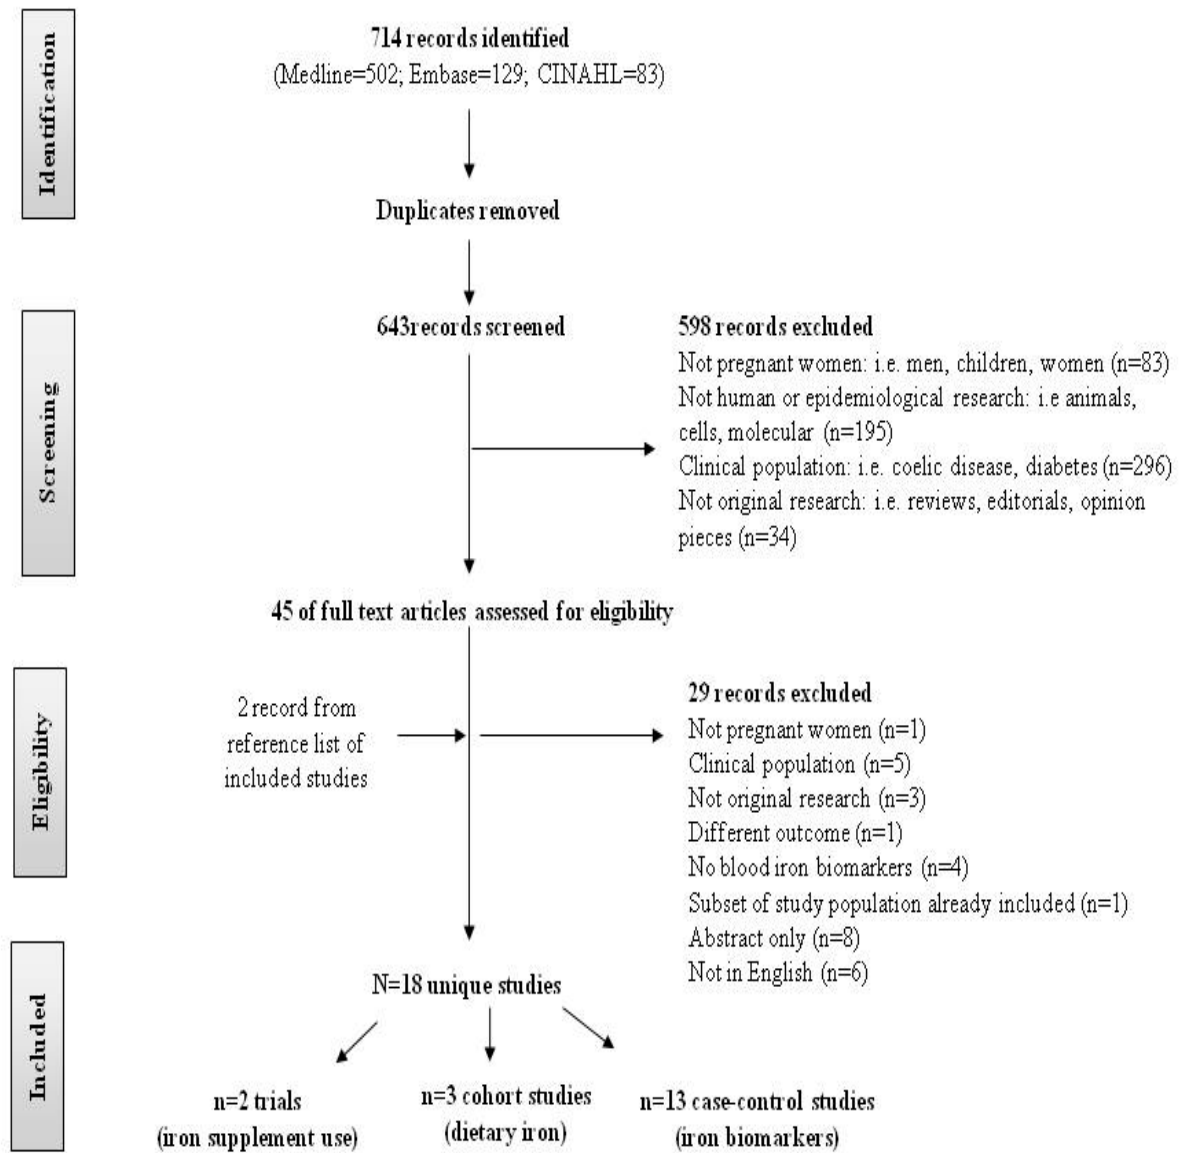 Identification
714 records identified
(Medline=502; Embase=129; CINAHL=83)
Duplicates removed
Screening
643records screened
598 records excluded
Not pregnant women: i.e. men, children, women (n=83)
Not human or epidemiological research: i.e animals,
cells, molecular (n=195)
Clinical population: i.e. coelic disease, diabetes (n=296)
Not original research: i.e. reviews, editorials, opinion
pieces (n=34)
45 of full text articles assessed for eligibility
Eligibility
2 record from
reference list of
included studies
29 records excluded
Not pregnant women (n=1)
Clinical population (n=5)
Not original research (n=3)
Different outcome (n=1)
No blood iron biomarkers (n=4)
Subset of study population already included (n=1)
Abstract only (n=8)
Not in English (n=6)
Included
N=18 unique studies
n=2 trials
(iron supplement use)
n=3 cohort studies
(dietary iron)
n=13 case-control studies
(iron biomarkers)